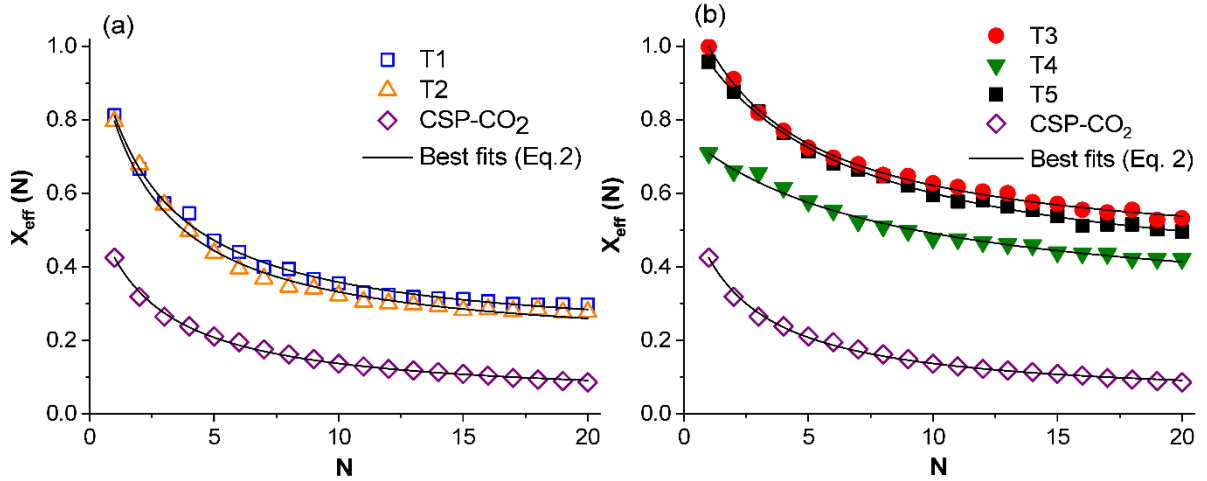 (a)
T1
T2
CSP-CO₂
Best fits (Eq.2)
X_eff (N)
1.0
0.8
0.6
0.4
0.2
0.0
0
5
10
15
20
N
(b)
T3
T4
T5
CSP-CO₂
Best fits (Eq. 2)
X_eff (N)
1.0
0.8
0.6
0.4
0.2
0.0
0
5
10
15
20
N